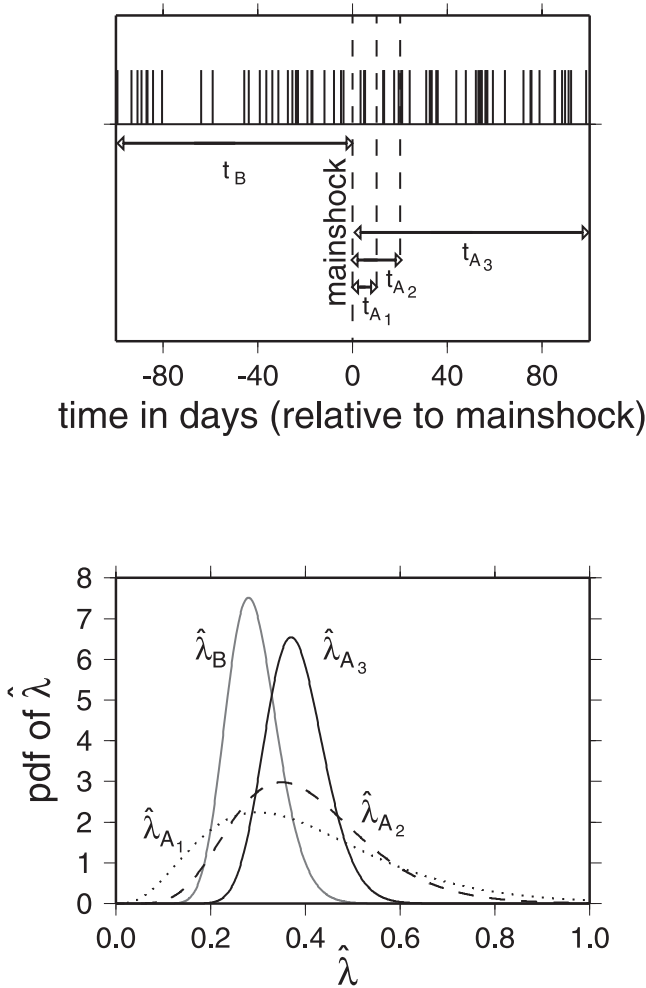 t_B
mainshock
t_A3
t_A2
t_A1
-80 -40 0 40 80
time in days (relative to mainshock)
8
7
6
5
4
3
2
1
0
pdf of λ̂
λ̂_B
λ̂_A3
λ̂_A1
λ̂_A2
0.0 0.2 0.4 0.6 0.8 1.0
λ̂